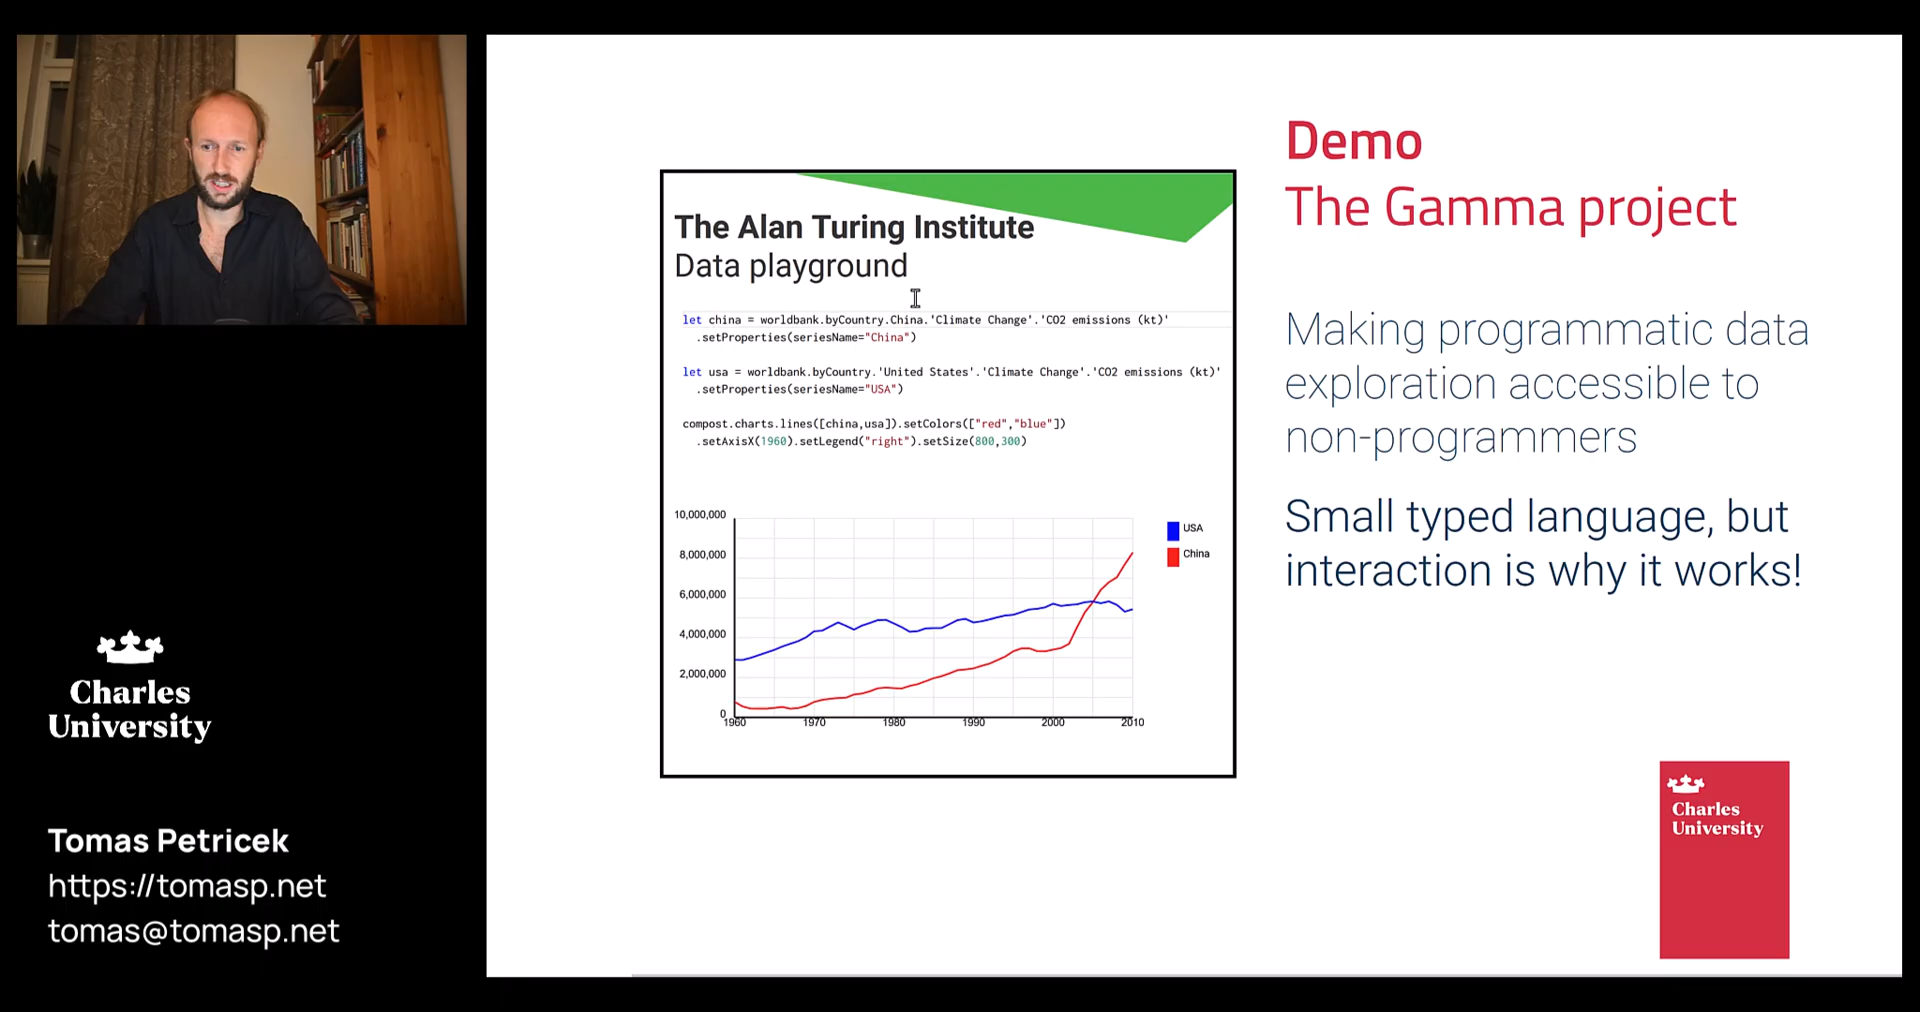 Charles
University
Tomas Petricek
https://tomasp.net
tomas@tomasp.net
The Alan Turing Institute
Data playground
let china = worldbank.byCountry.China.'Climate Change'.'CO2 emissions (kt)'
.setProperties(seriesName="China")
let usa = worldbank.byCountry.'United States'.'Climate Change'.'CO2 emissions (kt)'
.setProperties(seriesName="USA")
compost.charts.lines([china,usa]).setColors(["red","blue"])
.setAxisX(1960).setLegend("right").setSize(800,300)
10,000,000
8,000,000
6,000,000
4,000,000
2,000,000
0
1960 1970 1980 1990 2000 2010
USA
China
Demo
The Gamma project
Making programmatic data
exploration accessible to
non-programmers
Small typed language, but
interaction is why it works!
Charles
University